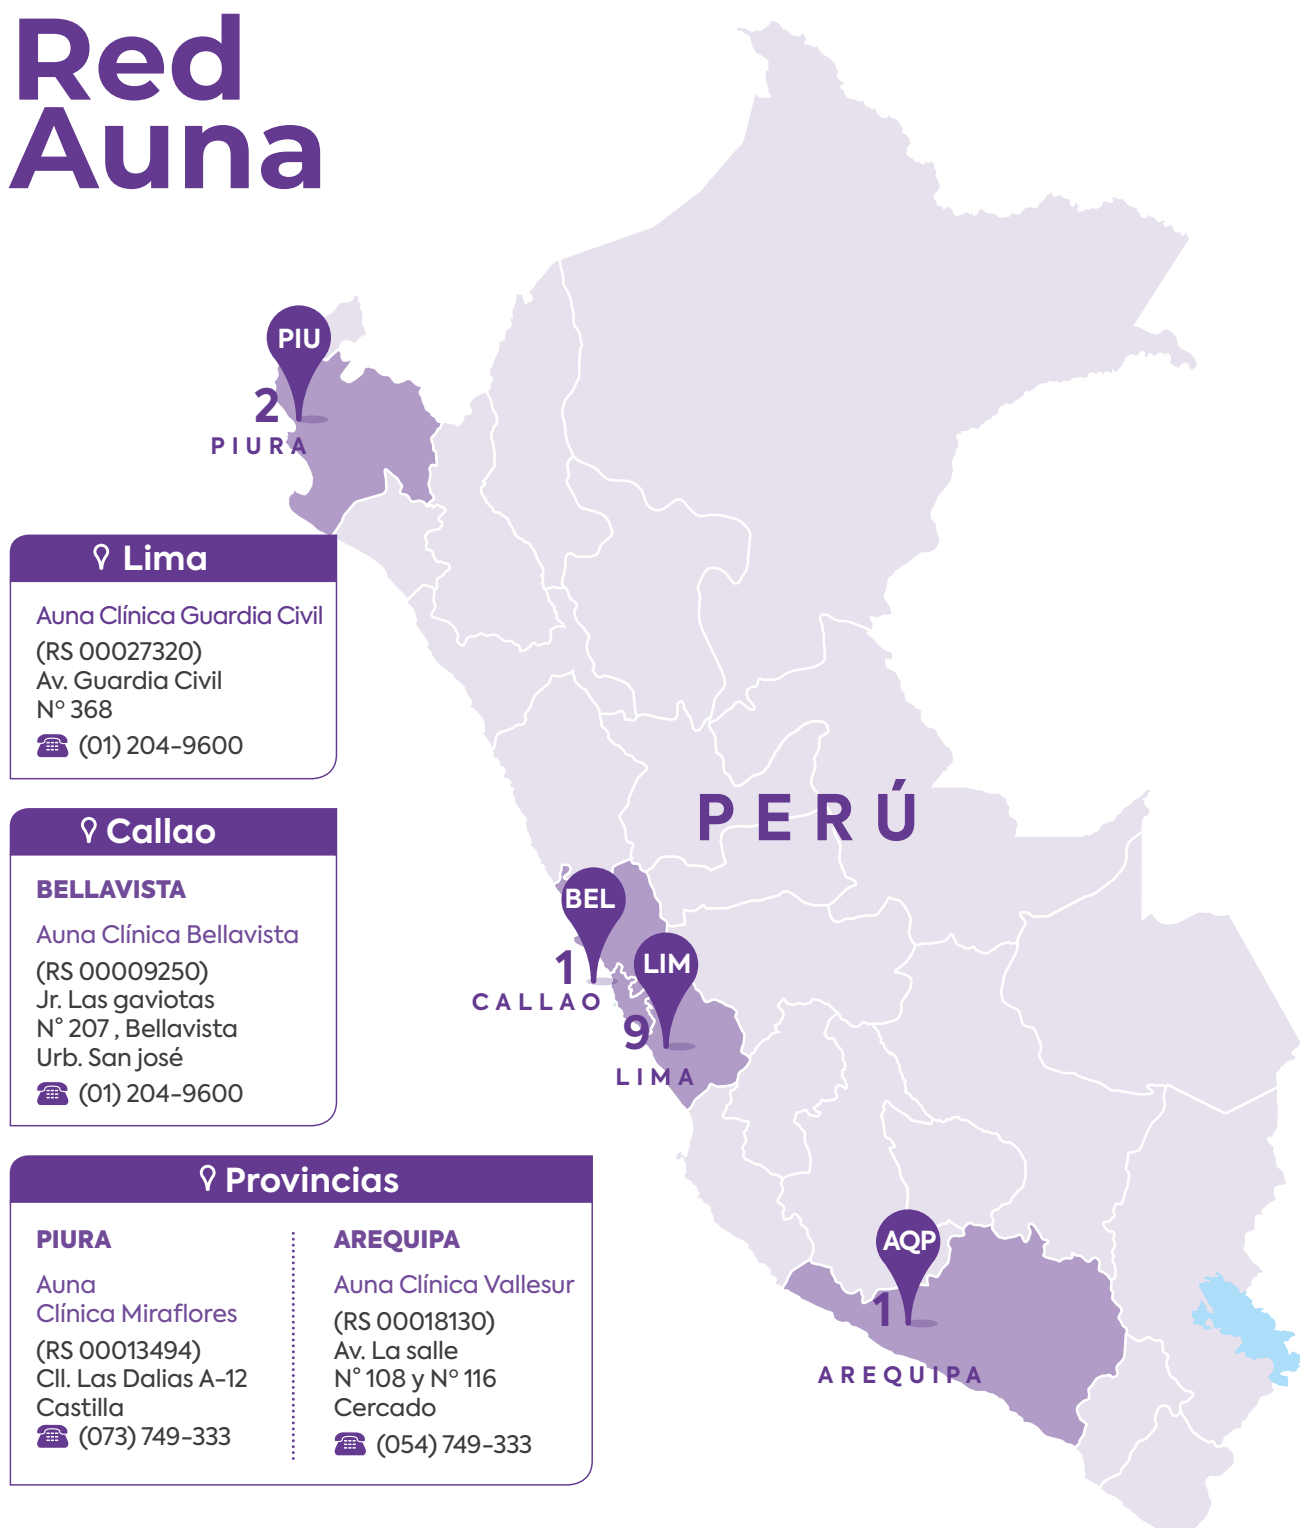 Red
Auna
PIU
2
PIURA
Lima
Auna Clínica Guardia Civil
(RS 00027320)
Av. Guardia Civil
Nº 368
(01) 204-9600
PERÚ
Callao
BELLAVISTA
Auna Clínica Bellavista
(RS 00009250)
Jr. Las gaviotas
N° 207 , Bellavista
Urb. San josé
(01) 204-9600
BEL
1
CALLAO
LIM
9
LIMA
Provincias
PIURA
Auna
Clínica Miraflores
(RS 00013494)
Cll. Las Dalias A-12
Castilla
(073) 749-333
AREQUIPA
Auna Clínica Vallesur
(RS 00018130)
Av. La salle
N° 108 y Nº 116
Cercado
(054) 749-333
AQP
1
AREQUIPA